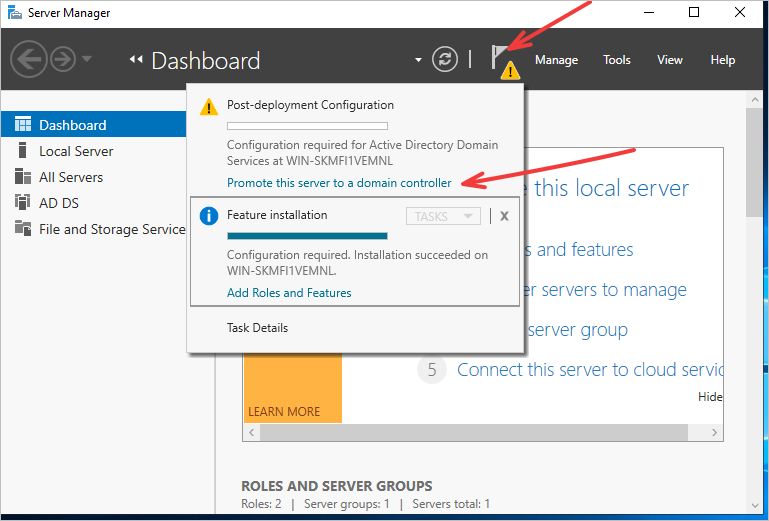 Server Manager
Dashboard
Manage Tools View Help
Post-deployment Configuration
Configuration required for Active Directory Domain
Services at WIN-SKMFI1VEMNL
Promote this server to a domain controller
Feature installation TASKS X
Configuration required. Installation succeeded on
WIN-SKMFI1VEMNL.
Add Roles and Features
Task Details
Dashboard
Local Server
All Servers
AD DS
File and Storage Service
this local server
and features
servers to manage
server group
5 Connect this server to cloud servic
Hide
LEARN MORE
ROLES AND SERVER GROUPS
Roles: 2 | Server groups: 1 | Servers total: 1